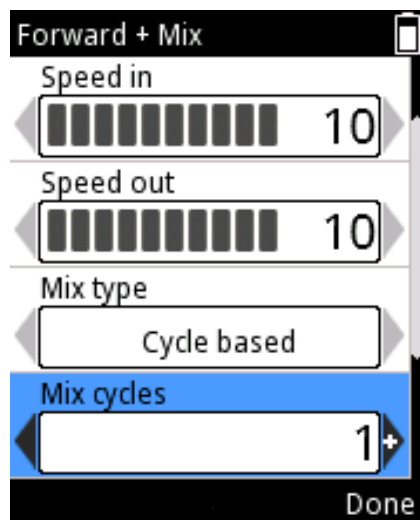 Forward + Mix
Speed in
10
Speed out
10
Mix type
Cycle based
Mix cycles
1
+
Done